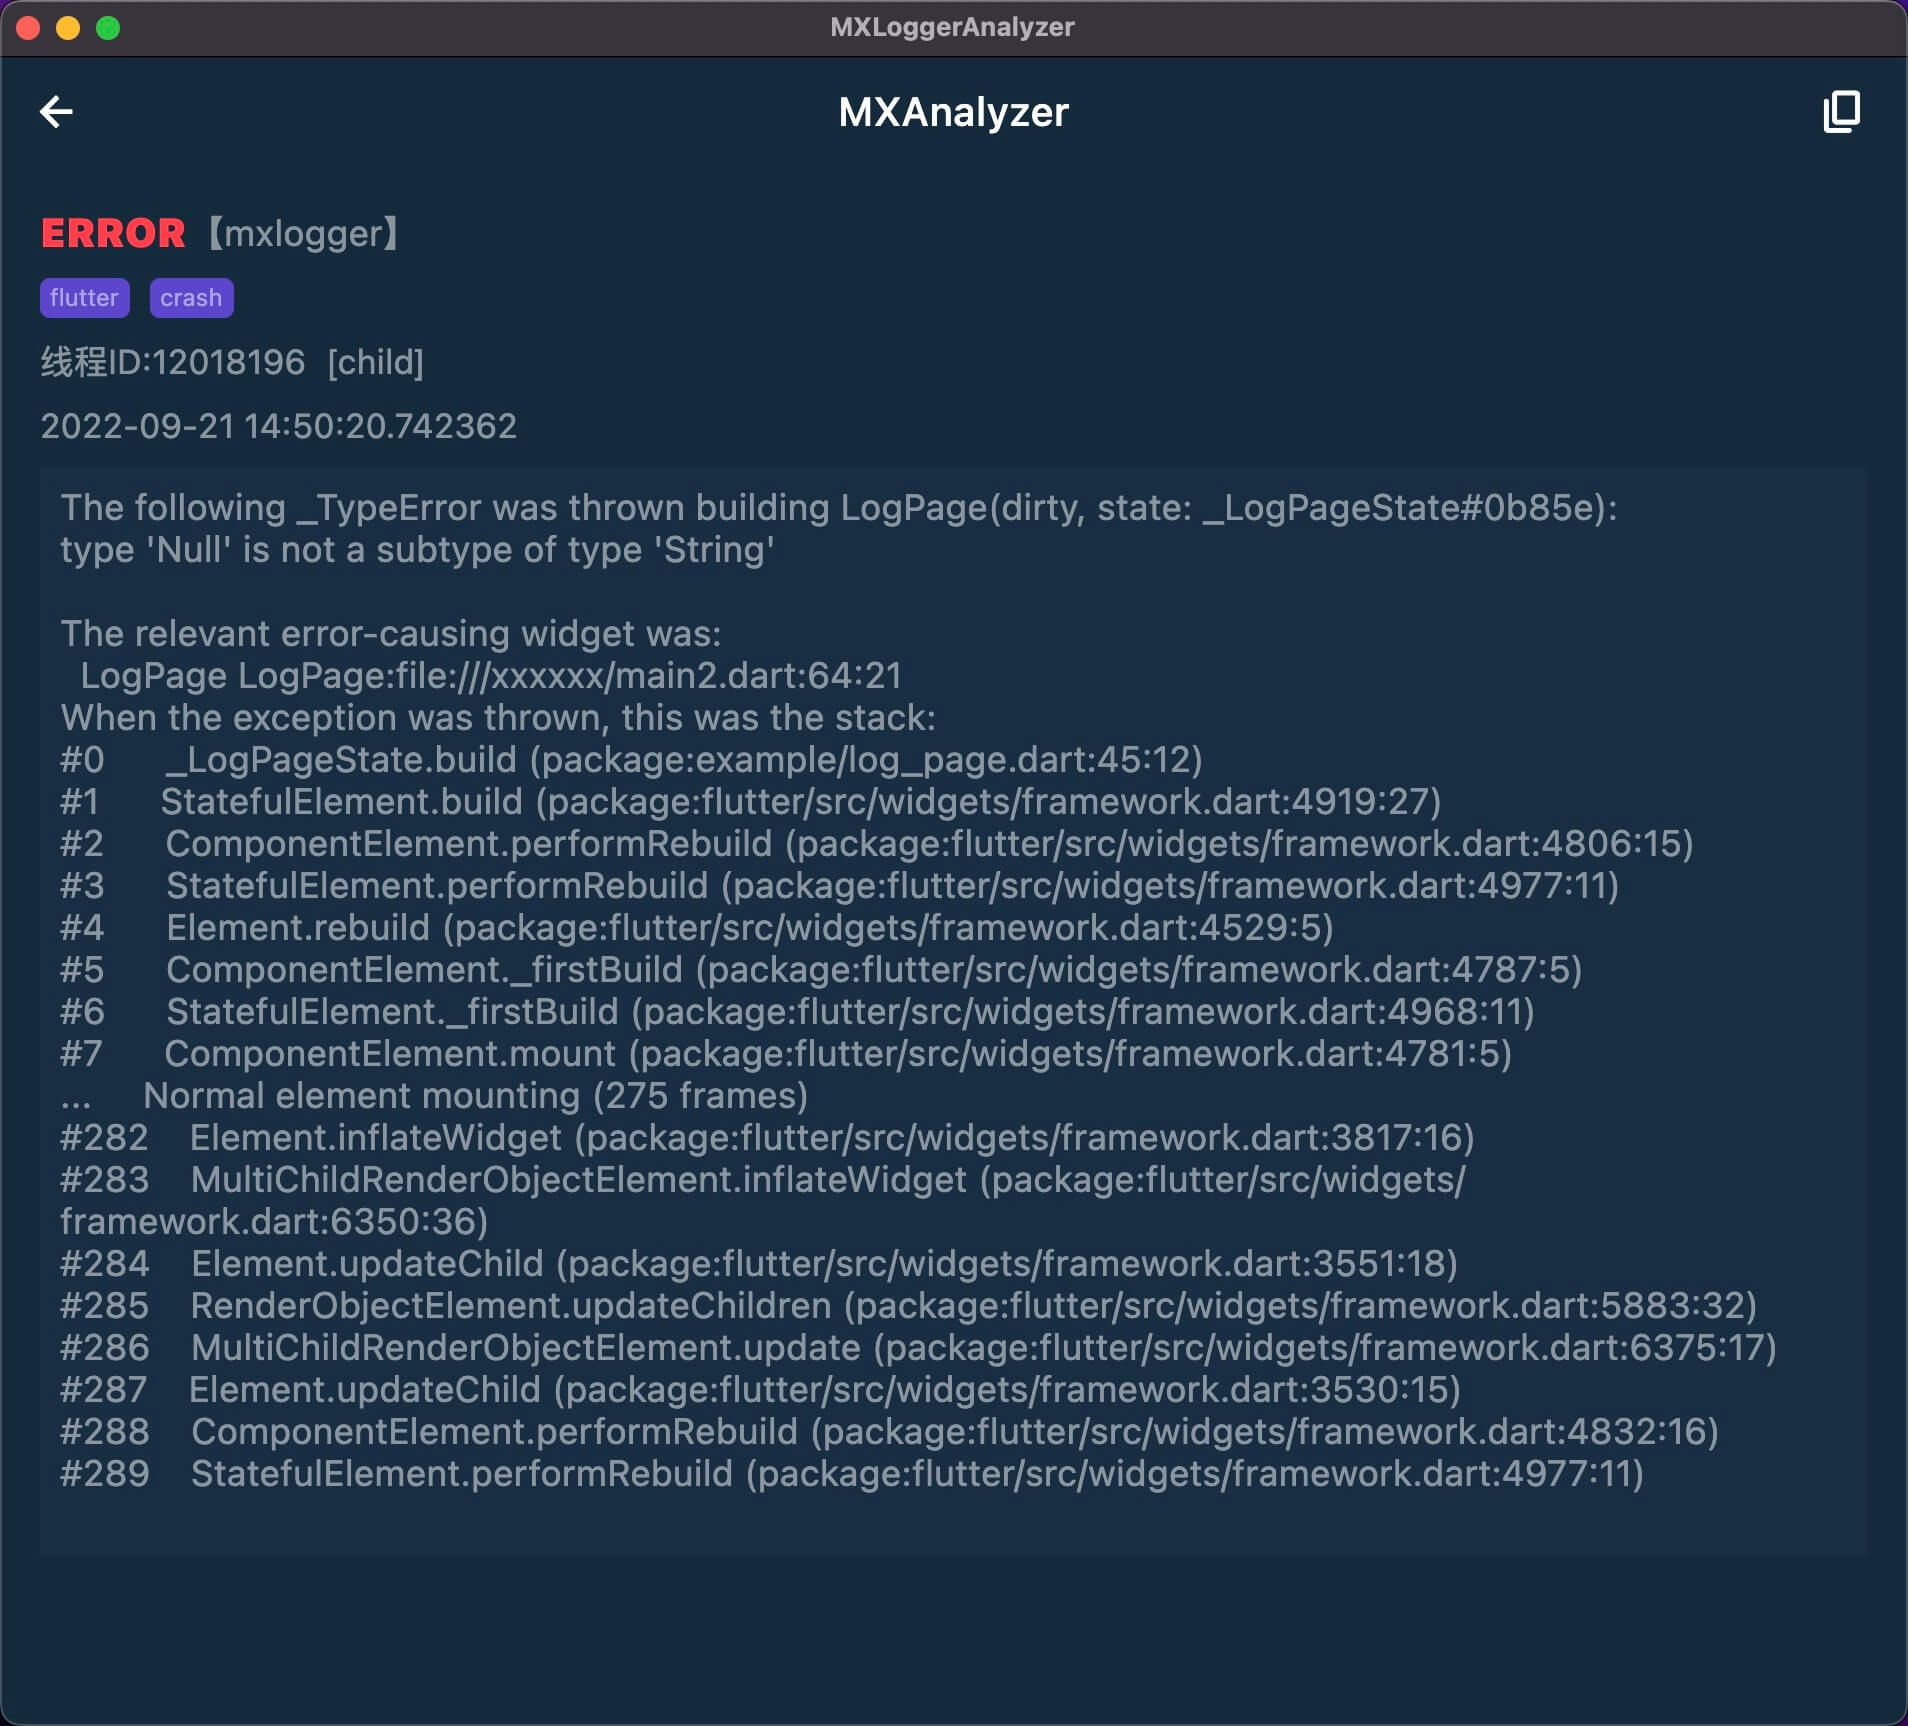 MXLoggerAnalyzer
MXAnalyzer
ERROR【mxlogger】
flutter crash
线程ID:12018196 [child]
2022-09-21 14:50:20.742362
The following _TypeError was thrown building LogPage(dirty, state: _LogPageState#0b85e):
type 'Null' is not a subtype of type 'String'
The relevant error-causing widget was:
LogPage LogPage:file:///xxxxxx/main2.dart:64:21
When the exception was thrown, this was the stack:
#0 _LogPageState.build (package:example/log_page.dart:45:12)
#1 StatefulElement.build (package:flutter/src/widgets/framework.dart:4919:27)
#2 ComponentElement.performRebuild (package:flutter/src/widgets/framework.dart:4806:15)
#3 StatefulElement.performRebuild (package:flutter/src/widgets/framework.dart:4977:11)
#4 Element.rebuild (package:flutter/src/widgets/framework.dart:4529:5)
#5 ComponentElement._firstBuild (package:flutter/src/widgets/framework.dart:4787:5)
#6 StatefulElement._firstBuild (package:flutter/src/widgets/framework.dart:4968:11)
#7 ComponentElement.mount (package:flutter/src/widgets/framework.dart:4781:5)
... Normal element mounting (275 frames)
#282 Element.inflateWidget (package:flutter/src/widgets/framework.dart:3817:16)
#283 MultiChildRenderObjectElement.inflateWidget (package:flutter/src/widgets/
framework.dart:6350:36)
#284 Element.updateChild (package:flutter/src/widgets/framework.dart:3551:18)
#285 RenderObjectElement.updateChildren (package:flutter/src/widgets/framework.dart:5883:32)
#286 MultiChildRenderObjectElement.update (package:flutter/src/widgets/framework.dart:6375:17)
#287 Element.updateChild (package:flutter/src/widgets/framework.dart:3530:15)
#288 ComponentElement.performRebuild (package:flutter/src/widgets/framework.dart:4832:16)
#289 StatefulElement.performRebuild (package:flutter/src/widgets/framework.dart:4977:11)